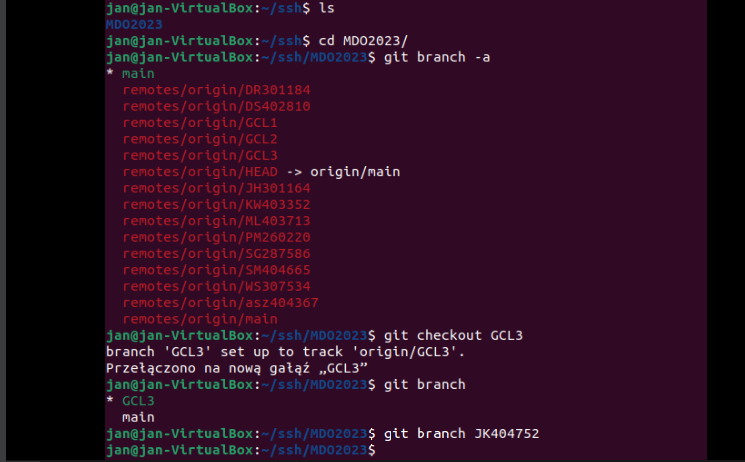 jan@jan-VirtualBox:~/ssh$ ls
MDO2023
jan@jan-VirtualBox:~/ssh$ cd MDO2023/
jan@jan-VirtualBox:~/ssh/MDO2023$ git branch -a
* main
  remotes/origin/DR301184
  remotes/origin/DS402810
  remotes/origin/GCL1
  remotes/origin/GCL2
  remotes/origin/GCL3
  remotes/origin/HEAD -> origin/main
  remotes/origin/JH301164
  remotes/origin/KW403352
  remotes/origin/ML403713
  remotes/origin/PM260220
  remotes/origin/SG287586
  remotes/origin/SM404665
  remotes/origin/WS307534
  remotes/origin/asz404367
  remotes/origin/main
jan@jan-VirtualBox:~/ssh/MDO2023$ git checkout GCL3
branch 'GCL3' set up to track 'origin/GCL3'.
Przełączono na nową gałąź „GCL3”
jan@jan-VirtualBox:~/ssh/MDO2023$ git branch
* GCL3
  main
jan@jan-VirtualBox:~/ssh/MDO2023$ git branch JK404752
jan@jan-VirtualBox:~/ssh/MDO2023$